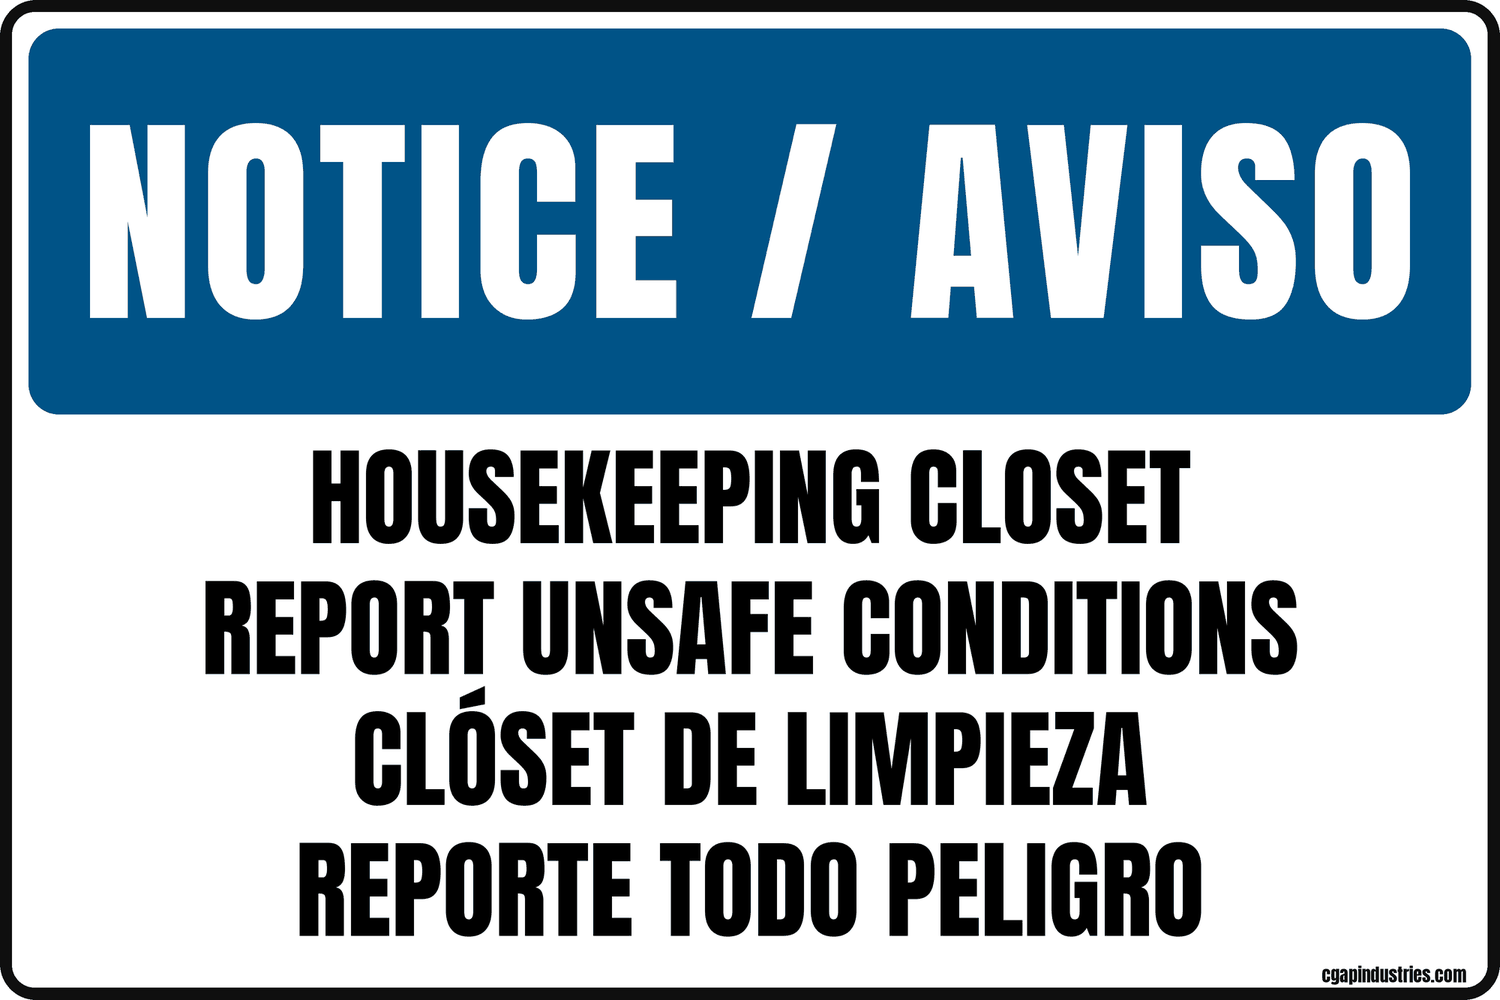 NOTICE / AVISO
HOUSEKEEPING CLOSET
REPORT UNSAFE CONDITIONS
CLÓSET DE LIMPIEZA
REPORTE TODO PELIGRO
cgapindustries.com